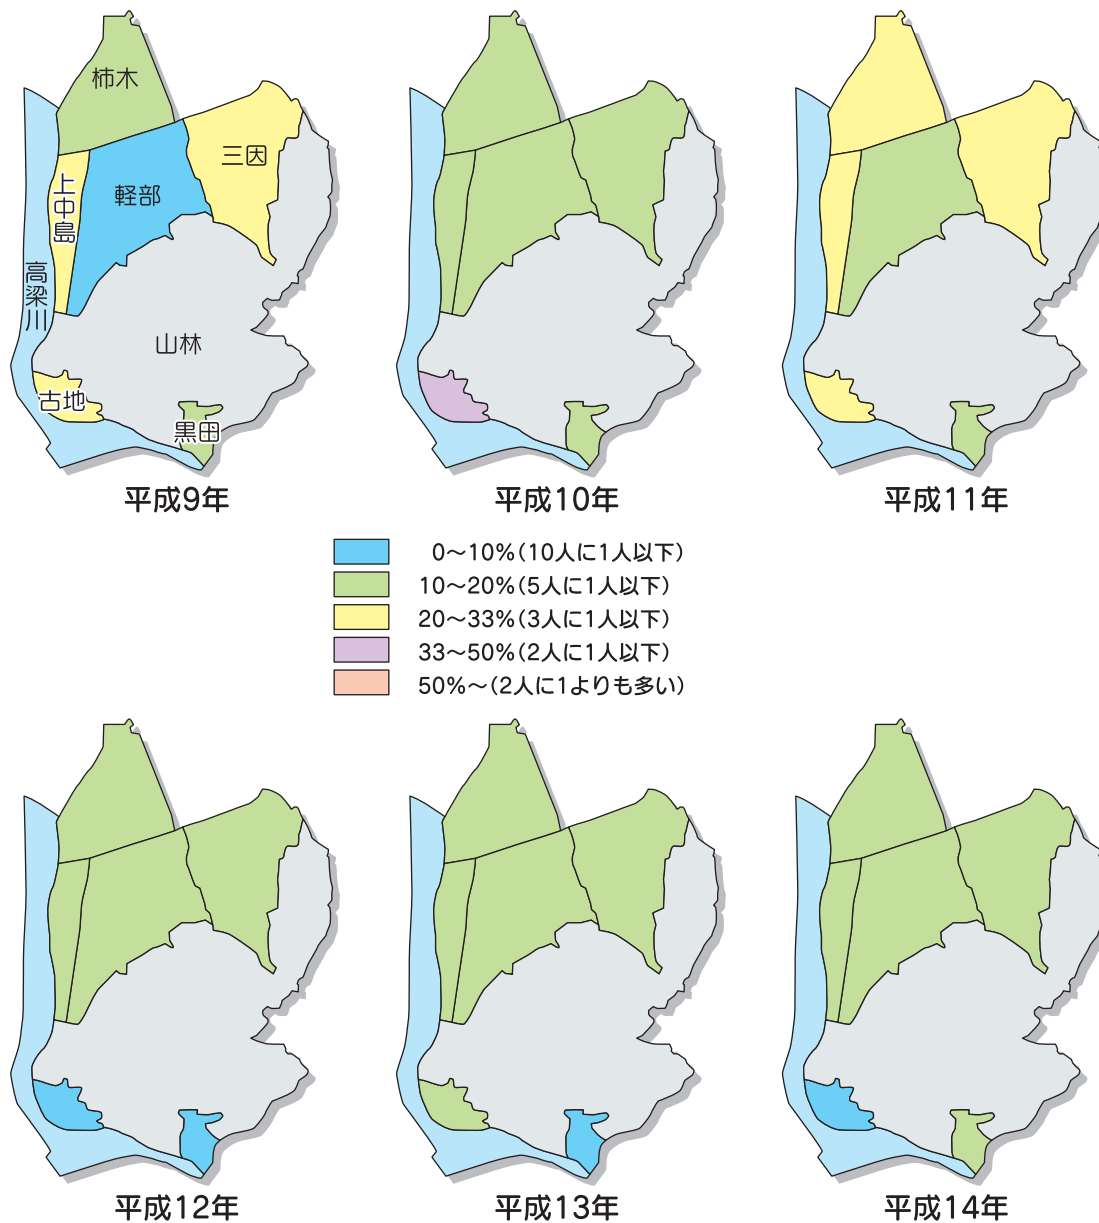 柿木
三因
軽部
上中島
高梁川
山林
古地
黒田
平成9年
平成10年
平成11年
0〜10%(10人に1人以下)
10〜20%(5人に1人以下)
20〜33%(3人に1人以下)
33〜50%(2人に1人以下)
50%〜(2人に1よりも多い)
平成12年
平成13年
平成14年